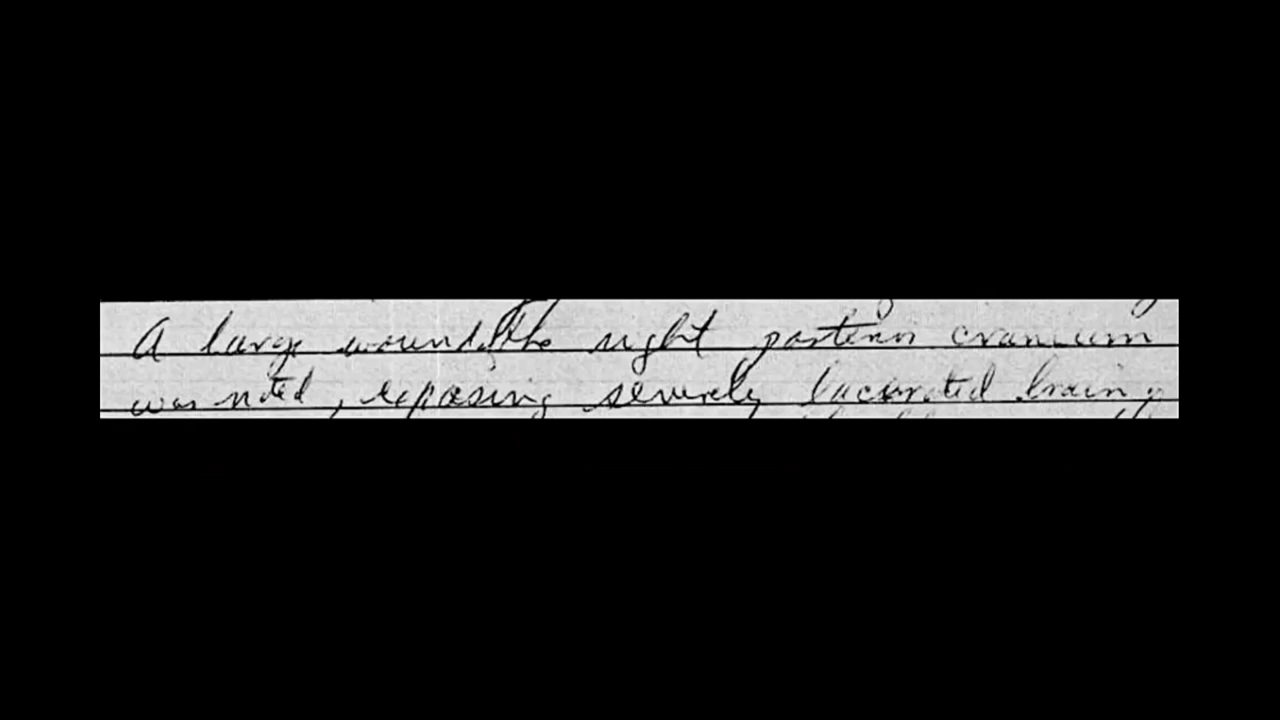 A large wound of the right posterior cranium
was noted, exposing severely lacerated brain